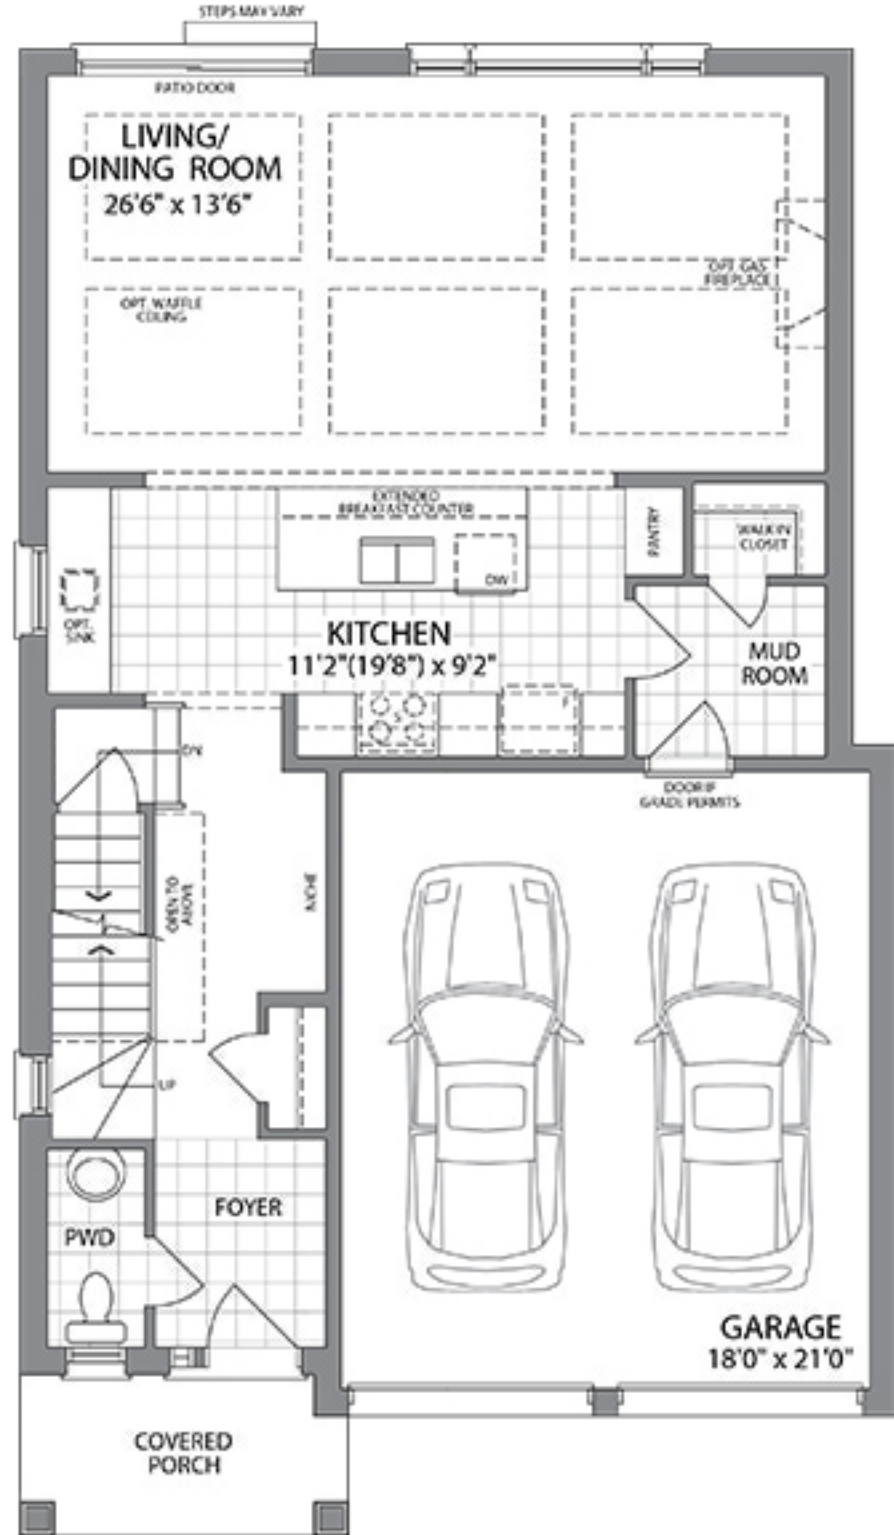 STEPS MAY VARY
PATIO DOOR
LIVING/
DINING ROOM
26'6" x 13'6"
OPT. GAS
FIREPLACE
OPT. WAFFLE
CEILING
EXTENDED
BREAKFAST COUNTER
PANTRY
WALK IN
CLOSET
DW
OPT.
SINK
KITCHEN
11'2"(19'8") x 9'2"
MUD
ROOM
S
F
DN
DOOR IF
GRADE PERMITS
OPEN TO
ABOVE
NICHE
UP
FOYER
PWD
GARAGE
18'0" x 21'0"
COVERED
PORCH